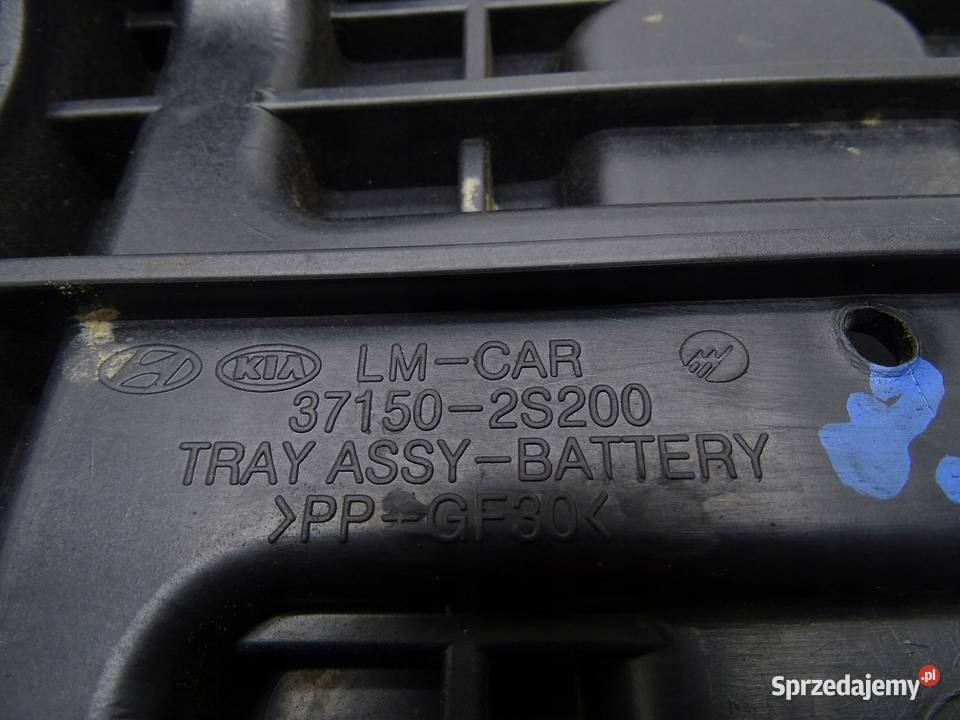 KIA LM-CAR
37150-2S200
TRAY ASSY-BATTERY
>PP-GF30<
Sprzedajemy.pl